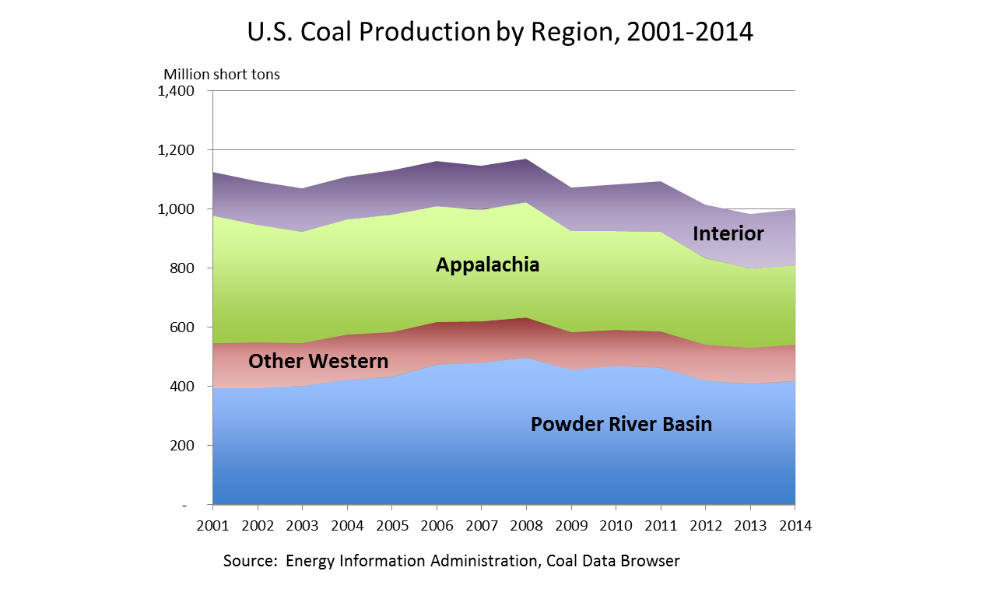 U.S. Coal Production by Region, 2001-2014
Million short tons
1,400
1,200
1,000
Interior
800
Appalachia
600
Other Western
400
Powder River Basin
200
-
2001 2002 2003 2004 2005 2006 2007 2008 2009 2010 2011 2012 2013 2014
Source: Energy Information Administration, Coal Data Browser